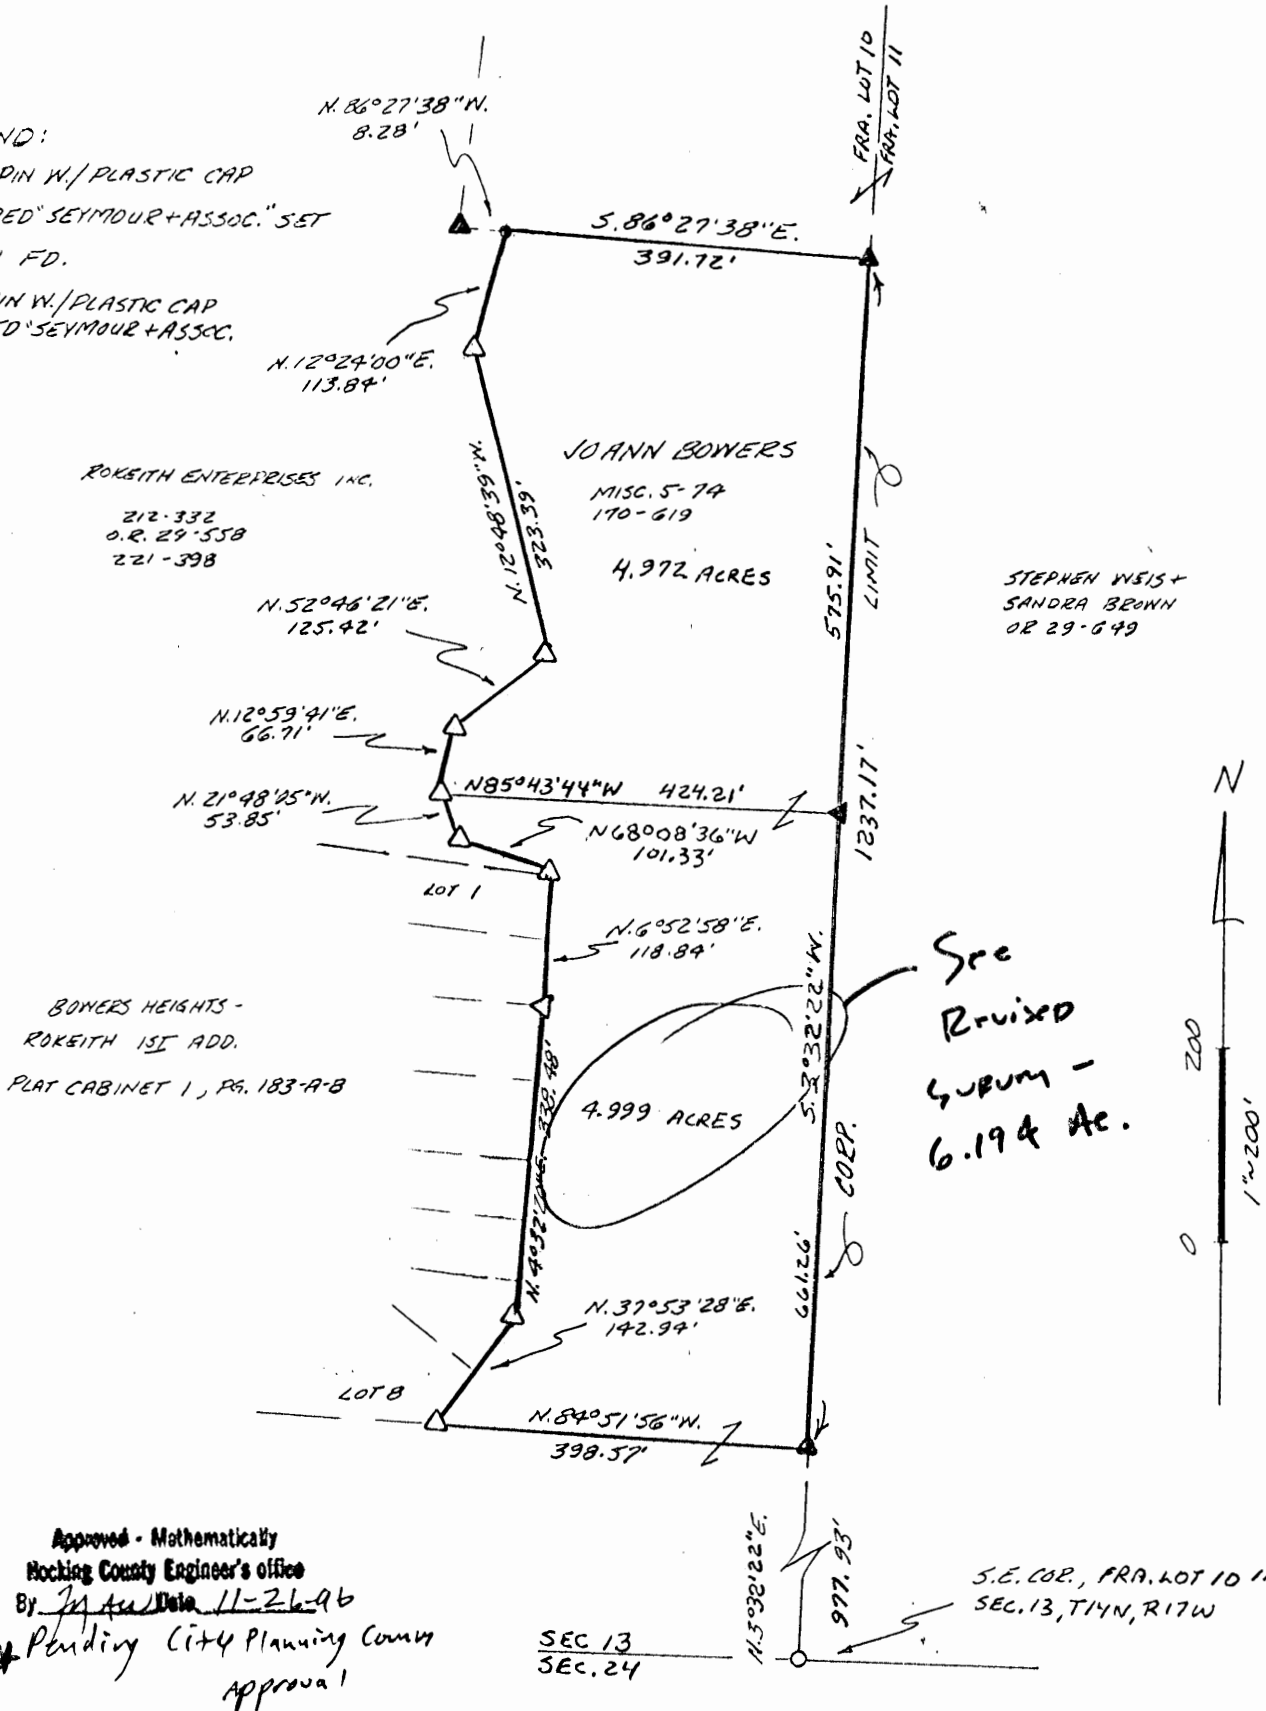 N. 86°27'38"W.
8.28'
FRA. LOT 10
FRA. LOT 11
ND:
PIN W./PLASTIC CAP
RED "SEYMOUR + ASSOC." SET
FD.
IN W./PLASTIC CAP
ED "SEYMOUR + ASSOC.
S. 86°27'38"E.
391.72'
N. 12°24'00"E.
113.84'
ROKEITH ENTERPRISES INC.
212-332
O.R. 29-558
221-398
N. 12°48'39"W.
323.39'
JOANN BOWERS
MISC. 5-74
170-619
4.972 ACRES
575.91'
LIMIT
STEPHEN WEIS +
SANDRA BROWN
OR 29-649
N. 52°46'21"E.
125.42'
N. 12°59'41"E.
66.71'
N85°43'44"W 424.21'
1237.17'
N. 21°48'05"W.
53.85'
N68°08'36"W
101.33'
LOT 1
N. 6°52'58"E.
118.84'
BOWERS HEIGHTS -
ROKEITH 1ST ADD.
PLAT CABINET 1, PG. 183-A-B
4.999 ACRES
N. 4°32'20"E. 338.48'
S. 3°32'22"W.
See
Revised
Survey -
6.194 Ac.
CORP.
661.26'
N
200
0
1"~200'
N. 37°53'28"E.
142.94'
LOT 8
N. 84°51'56"W.
398.57'
N. 3°32'22"E.
977.93'
S.E. COR., FRA. LOT 10
SEC. 13, T14N, R17W
SEC 13
SEC. 24
Approved - Mathematically
Hocking County Engineer's office
By Date 11-26-96
* Pending City Planning Comm
Approval